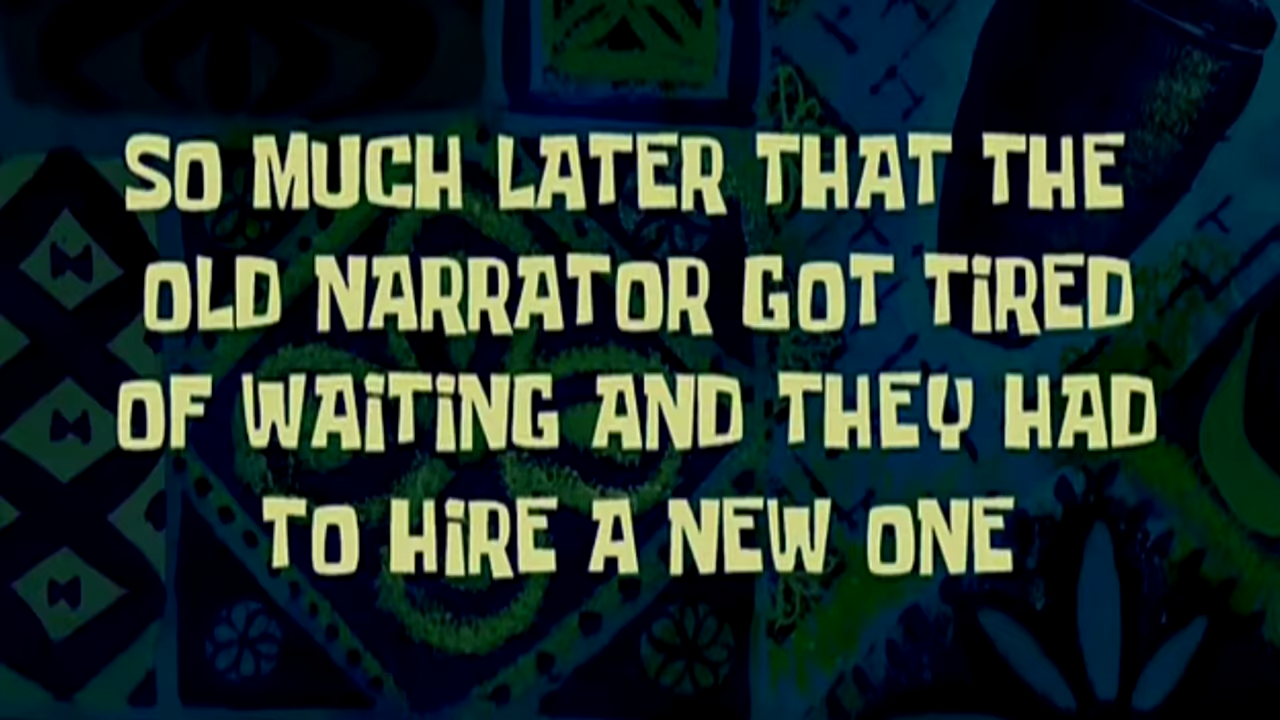 SO MUCH LATER THAT THE
OLD NARRATOR GOT TiRED
OF WAiTiNG AND THEY HAD
TO HiRE A NEW ONE